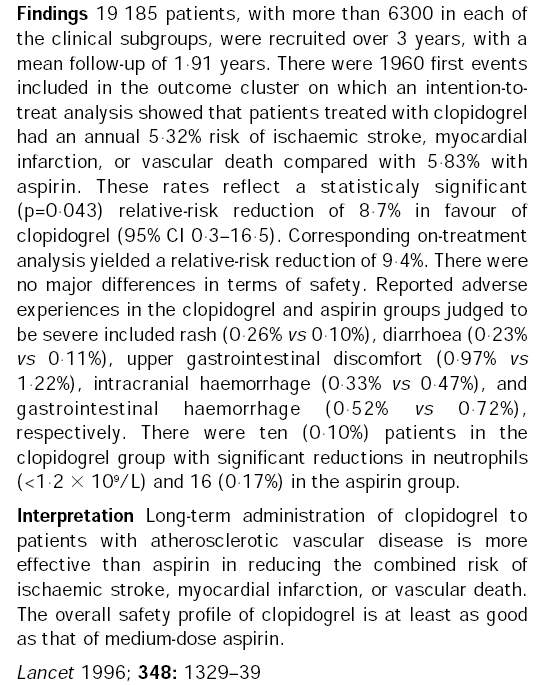 Findings 19 185 patients, with more than 6300 in each of
the clinical subgroups, were recruited over 3 years, with a
mean follow-up of 1·91 years. There were 1960 first events
included in the outcome cluster on which an intention-to-
treat analysis showed that patients treated with clopidogrel
had an annual 5·32% risk of ischaemic stroke, myocardial
infarction, or vascular death compared with 5·83% with
aspirin. These rates reflect a statisticaly significant
(p=0·043) relative-risk reduction of 8·7% in favour of
clopidogrel (95% CI 0·3–16·5). Corresponding on-treatment
analysis yielded a relative-risk reduction of 9·4%. There were
no major differences in terms of safety. Reported adverse
experiences in the clopidogrel and aspirin groups judged to
be severe included rash (0·26% vs 0·10%), diarrhoea (0·23%
vs 0·11%), upper gastrointestinal discomfort (0·97% vs
1·22%), intracranial haemorrhage (0·33% vs 0·47%), and
gastrointestinal haemorrhage (0·52% vs 0·72%),
respectively. There were ten (0·10%) patients in the
clopidogrel group with significant reductions in neutrophils
(<1·2 × 10⁹/L) and 16 (0·17%) in the aspirin group.
Interpretation Long-term administration of clopidogrel to
patients with atherosclerotic vascular disease is more
effective than aspirin in reducing the combined risk of
ischaemic stroke, myocardial infarction, or vascular death.
The overall safety profile of clopidogrel is at least as good
as that of medium-dose aspirin.
Lancet 1996; 348: 1329–39